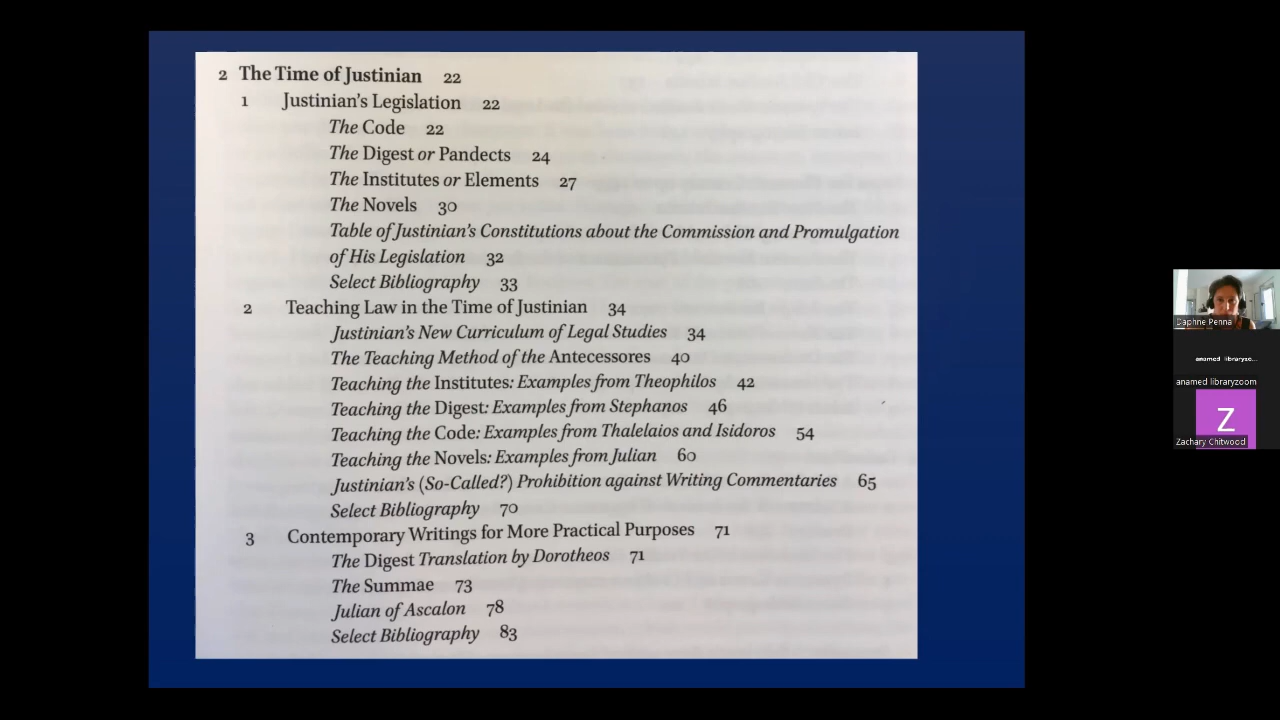 2 The Time of Justinian 22
1 Justinian's Legislation 22
The Code 22
The Digest or Pandects 24
The Institutes or Elements 27
The Novels 30
Table of Justinian's Constitutions about the Commission and Promulgation
of His Legislation 32
Select Bibliography 33
2 Teaching Law in the Time of Justinian 34
Justinian's New Curriculum of Legal Studies 34
The Teaching Method of the Antecessores 40
Teaching the Institutes: Examples from Theophilos 42
Teaching the Digest: Examples from Stephanos 46
Teaching the Code: Examples from Thalelaios and Isidoros 54
Teaching the Novels: Examples from Julian 60
Justinian's (So-Called?) Prohibition against Writing Commentaries 65
Select Bibliography 70
3 Contemporary Writings for More Practical Purposes 71
The Digest Translation by Dorotheos 71
The Summae 73
Julian of Ascalon 78
Select Bibliography 83
Daphne Penna
anamed libraryzo...
anamed libraryzoom
Z
Zachary Chitwood